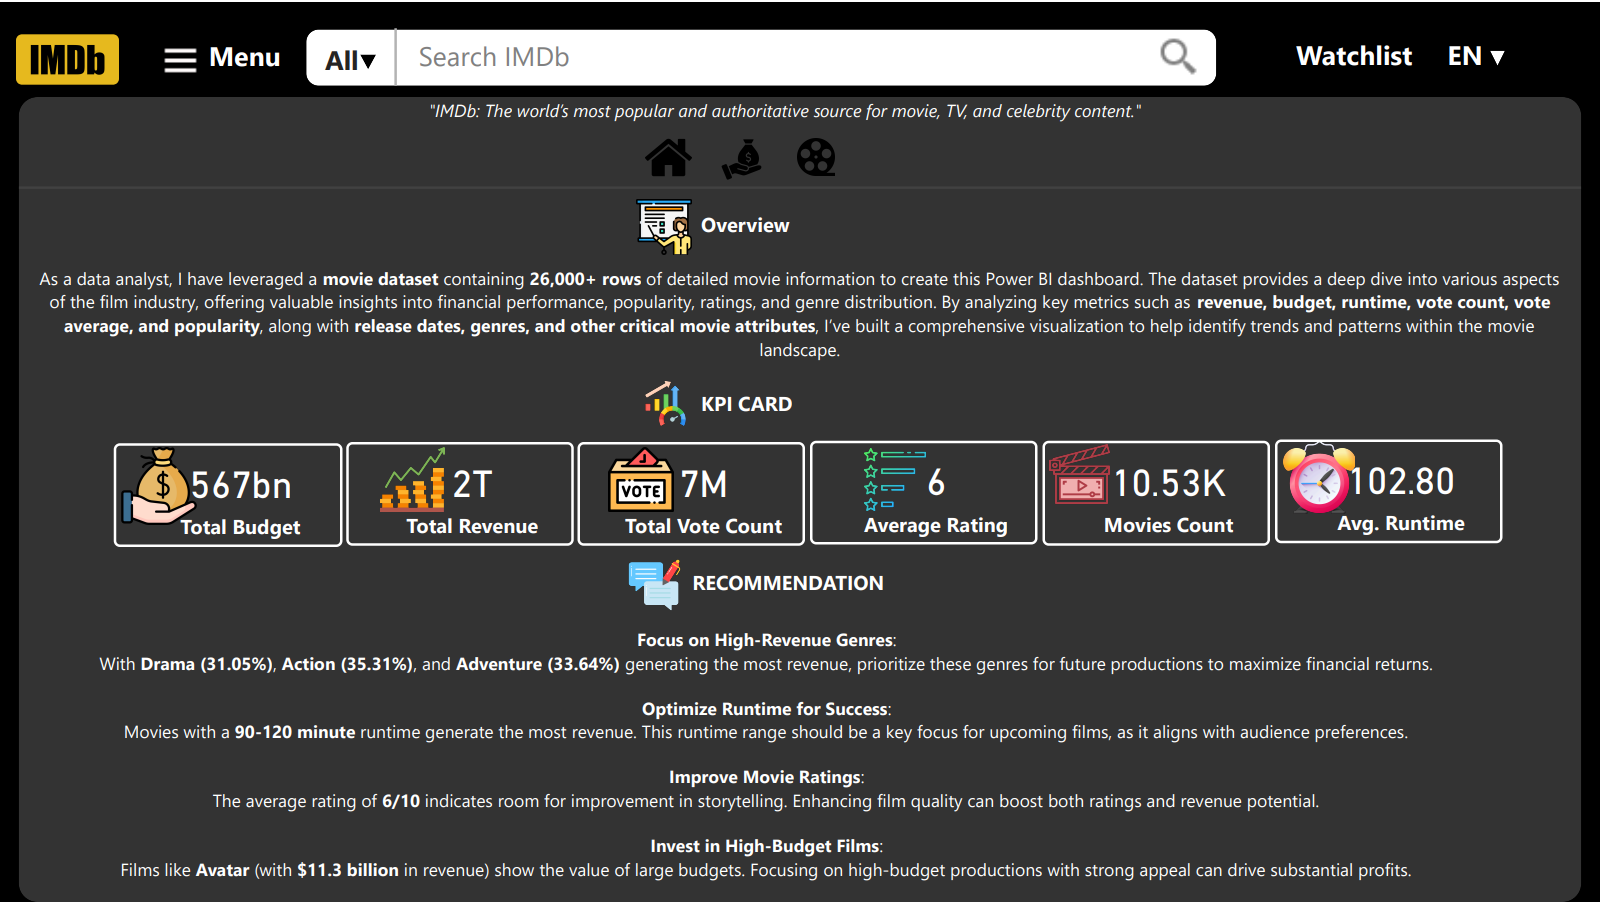 IMDb Menu All▼ Search IMDb Watchlist EN ▼
"IMDb: The world's most popular and authoritative source for movie, TV, and celebrity content."
$
Overview
As a data analyst, I have leveraged a movie dataset containing 26,000+ rows of detailed movie information to create this Power BI dashboard. The dataset provides a deep dive into various aspects
of the film industry, offering valuable insights into financial performance, popularity, ratings, and genre distribution. By analyzing key metrics such as revenue, budget, runtime, vote count, vote
average, and popularity, along with release dates, genres, and other critical movie attributes, I've built a comprehensive visualization to help identify trends and patterns within the movie
landscape.
KPI CARD
$ 567bn
Total Budget
2T
Total Revenue
VOTE 7M
Total Vote Count
6
Average Rating
10.53K
Movies Count
102.80
Avg. Runtime
RECOMMENDATION
Focus on High-Revenue Genres:
With Drama (31.05%), Action (35.31%), and Adventure (33.64%) generating the most revenue, prioritize these genres for future productions to maximize financial returns.
Optimize Runtime for Success:
Movies with a 90-120 minute runtime generate the most revenue. This runtime range should be a key focus for upcoming films, as it aligns with audience preferences.
Improve Movie Ratings:
The average rating of 6/10 indicates room for improvement in storytelling. Enhancing film quality can boost both ratings and revenue potential.
Invest in High-Budget Films:
Films like Avatar (with $11.3 billion in revenue) show the value of large budgets. Focusing on high-budget productions with strong appeal can drive substantial profits.